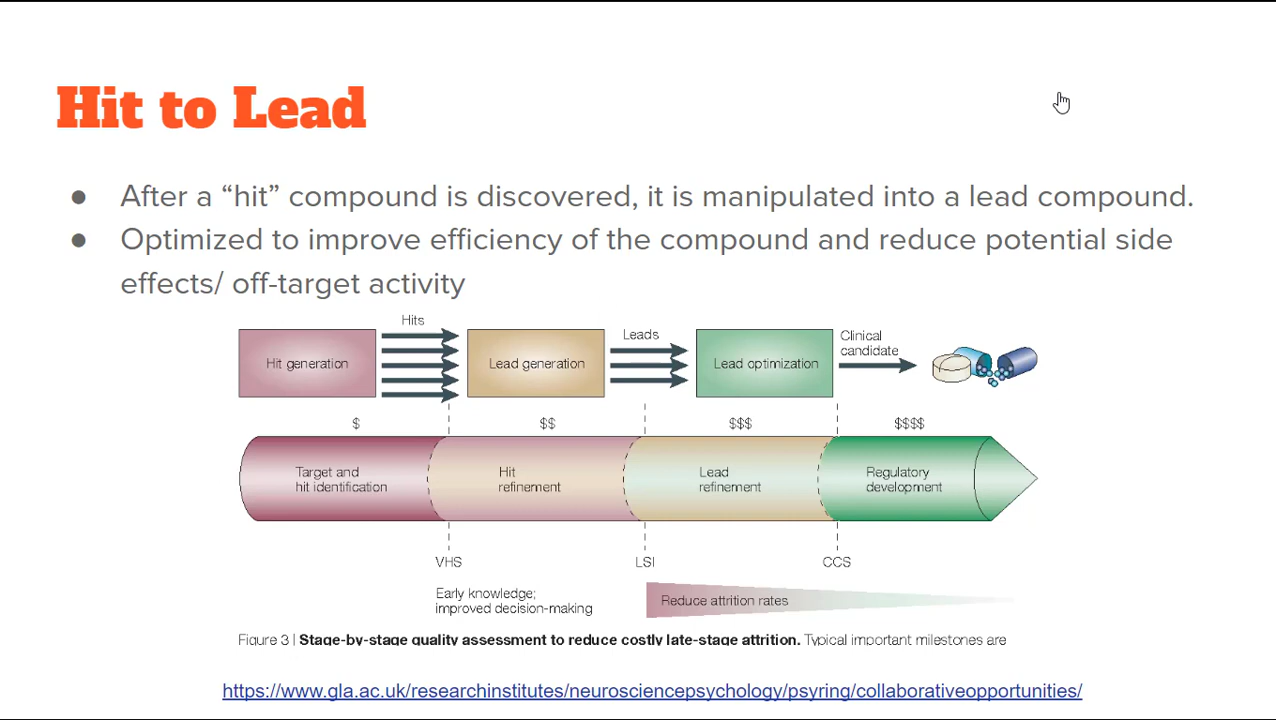 Hit to Lead
● After a “hit” compound is discovered, it is manipulated into a lead compound.
● Optimized to improve efficiency of the compound and reduce potential side
effects/ off-target activity
Hit generation
Hits
Lead generation
Leads
Lead optimization
Clinical
candidate
$
$$
$$$
$$$$
Target and
hit identification
Hit
refinement
Lead
refinement
Regulatory
development
VHS
LSI
CCS
Early knowledge;
improved decision-making
Reduce attrition rates
Figure 3 | Stage-by-stage quality assessment to reduce costly late-stage attrition. Typical important milestones are
https://www.gla.ac.uk/researchinstitutes/neurosciencepsychology/psyring/collaborativeopportunities/